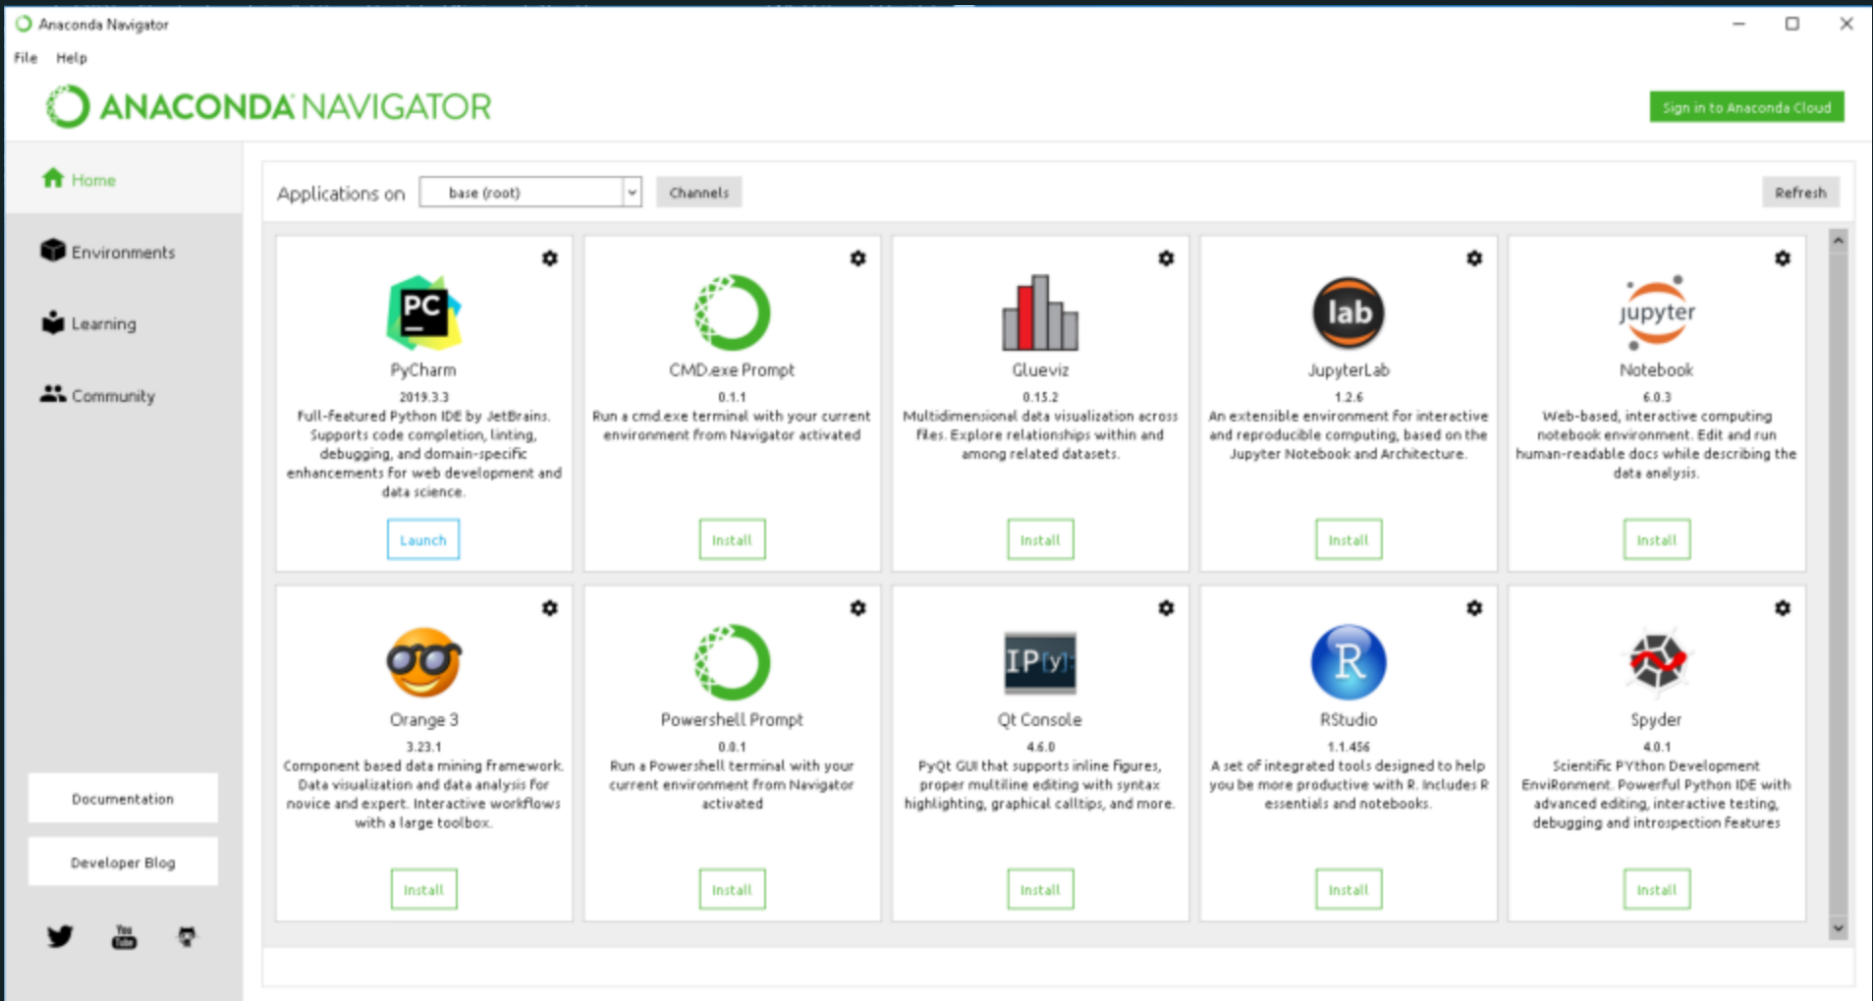 Anaconda Navigator
File Help
ANACONDA NAVIGATOR
Sign in to Anaconda Cloud
Home
Environments
Learning
Community
Documentation
Developer Blog
You
Tube
Applications on base (root) Channels Refresh
PC
PyCharm
2019.3.3
Full-featured Python IDE by JetBrains.
Supports code completion, linting,
debugging, and domain-specific
enhancements for web development and
data science.
Launch
CMD.exe Prompt
0.1.1
Run a cmd.exe terminal with your current
environment from Navigator activated
Install
Glueviz
0.15.2
Multidimensional data visualization across
files. Explore relationships within and
among related datasets.
Install
lab
JupyterLab
1.2.6
An extensible environment for interactive
and reproducible computing, based on the
Jupyter Notebook and Architecture.
Install
jupyter
Notebook
6.0.3
Web-based, interactive computing
notebook environment. Edit and run
human-readable docs while describing the
data analysis.
Install
Orange 3
3.23.1
Component based data mining framework.
Data visualization and data analysis for
novice and expert. Interactive workflows
with a large toolbox.
Install
Powershell Prompt
0.0.1
Run a Powershell terminal with your
current environment from Navigator
activated
Install
IP[y]:
Qt Console
4.6.0
PyQt GUI that supports inline figures,
proper multiline editing with syntax
highlighting, graphical calltips, and more.
Install
R
RStudio
1.1.456
A set of integrated tools designed to help
you be more productive with R. Includes R
essentials and notebooks.
Install
Spyder
4.0.1
Scientific PYthon Development
EnviRonment. Powerful Python IDE with
advanced editing, interactive testing,
debugging and introspection features
Install